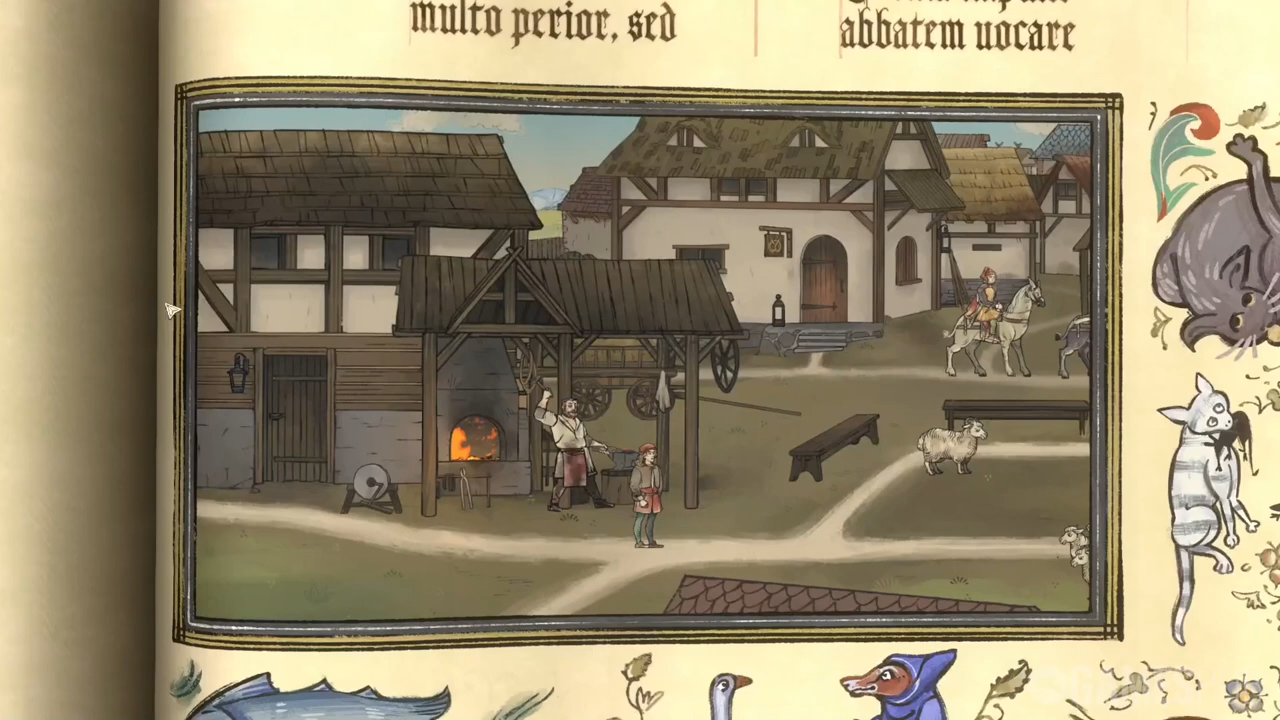 multo perior, sed
abbatem uocare